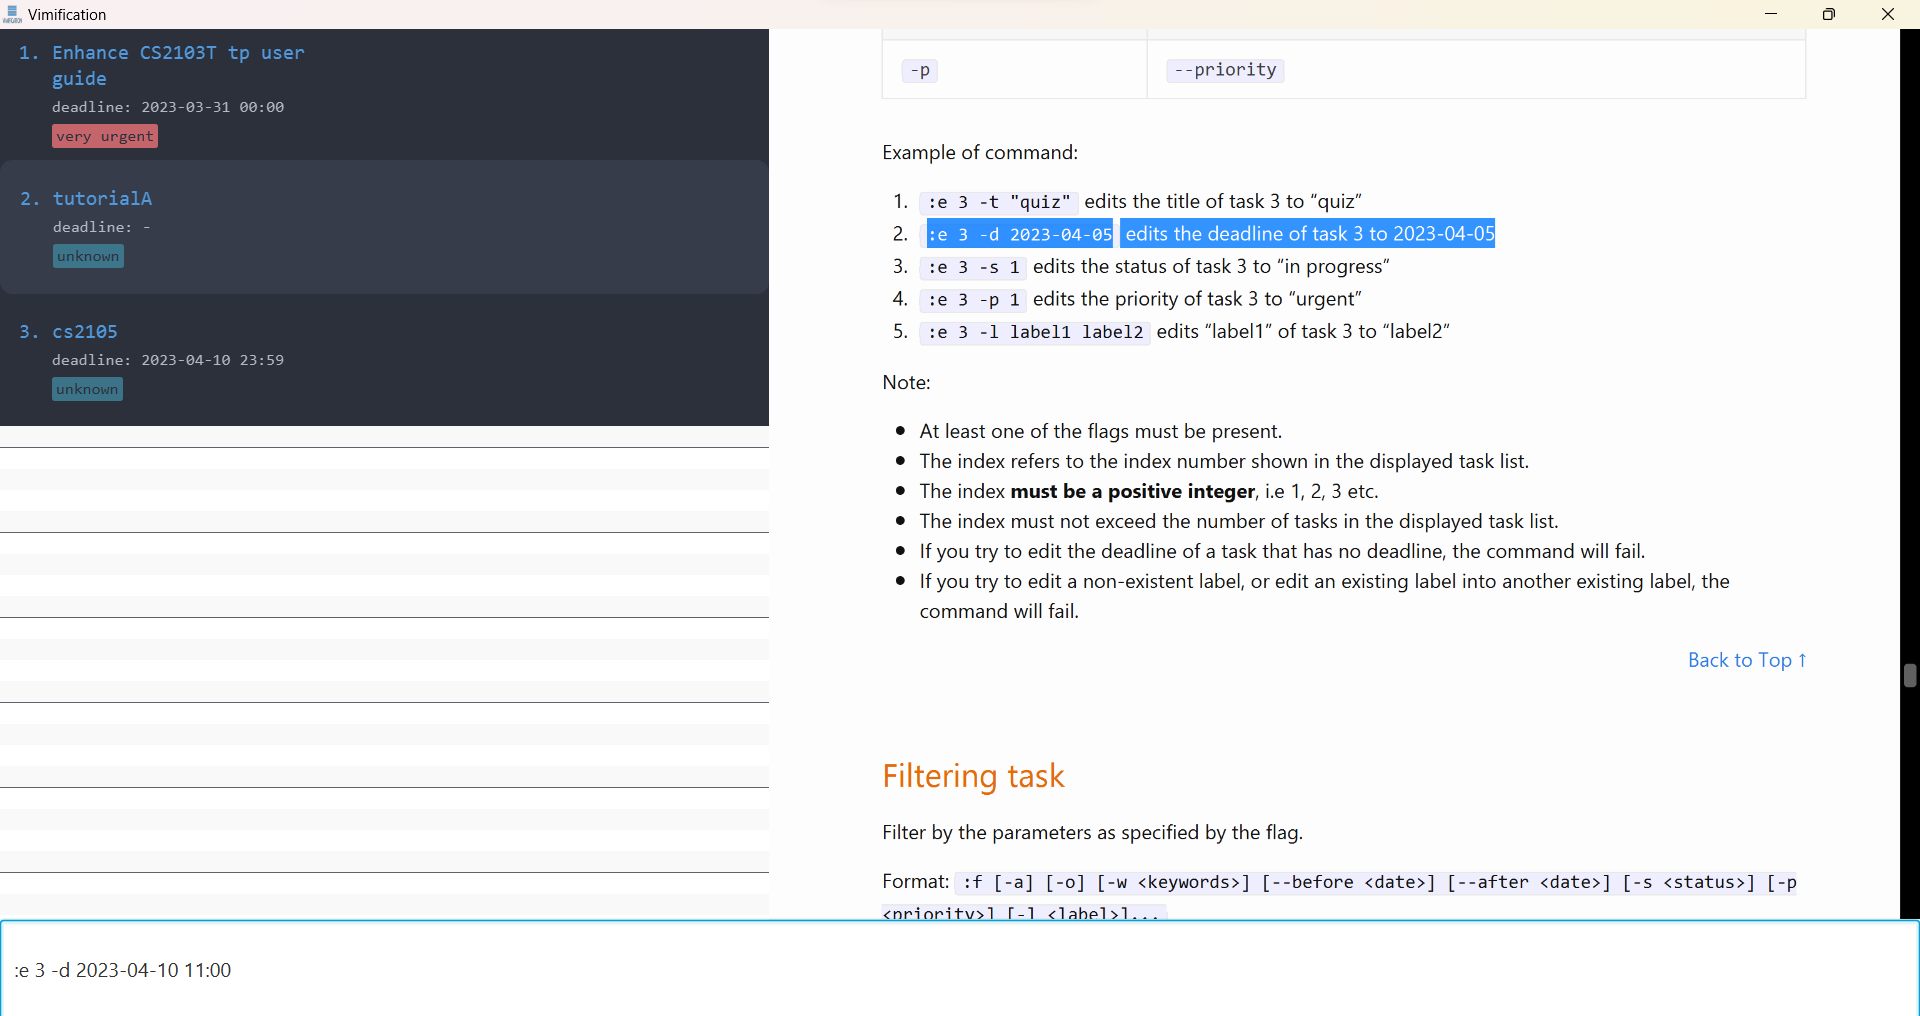 Vimification
1. Enhance CS2103T tp user
guide
deadline: 2023-03-31 00:00
very urgent
2. tutorialA
deadline: -
unknown
3. cs2105
deadline: 2023-04-10 23:59
unknown
-p --priority
Example of command:
1. :e 3 -t "quiz" edits the title of task 3 to “quiz”
2. :e 3 -d 2023-04-05 edits the deadline of task 3 to 2023-04-05
3. :e 3 -s 1 edits the status of task 3 to “in progress”
4. :e 3 -p 1 edits the priority of task 3 to “urgent”
5. :e 3 -l label1 label2 edits “label1” of task 3 to “label2”
Note:
At least one of the flags must be present.
The index refers to the index number shown in the displayed task list.
The index must be a positive integer, i.e 1, 2, 3 etc.
The index must not exceed the number of tasks in the displayed task list.
If you try to edit the deadline of a task that has no deadline, the command will fail.
If you try to edit a non-existent label, or edit an existing label into another existing label, the
command will fail.
Back to Top ↑
Filtering task
Filter by the parameters as specified by the flag.
Format: :f [-a] [-o] [-w <keywords>] [--before <date>] [--after <date>] [-s <status>] [-p
<priority>] [-l <label>]...
:e 3 -d 2023-04-10 11:00